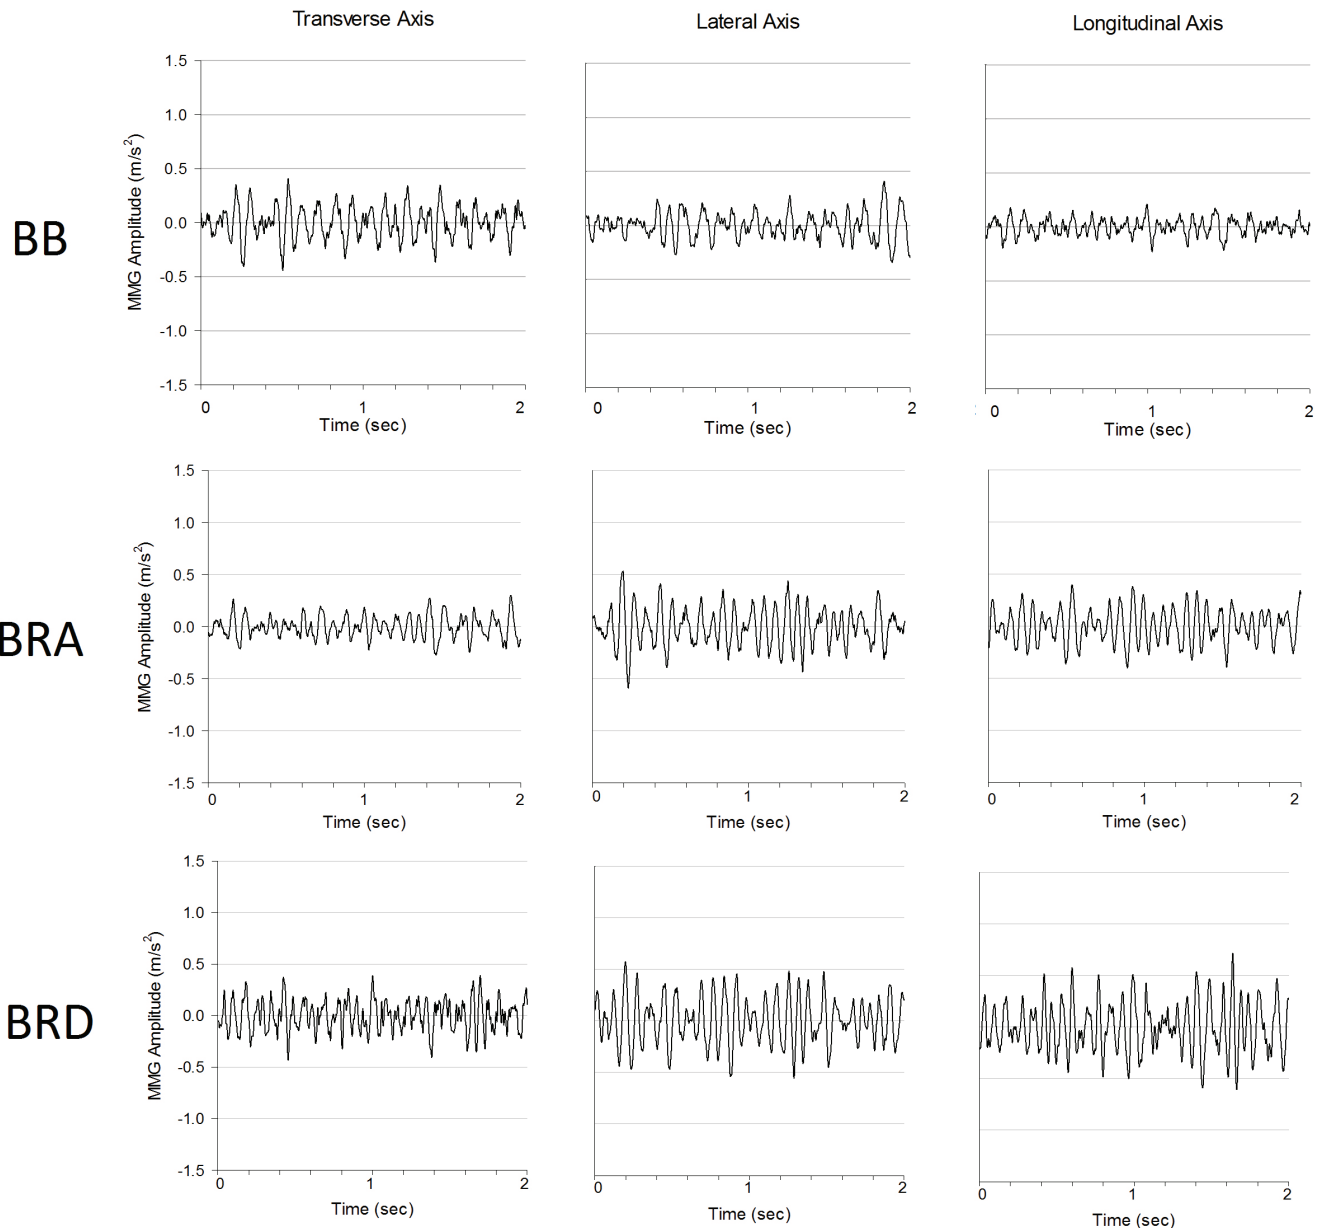 Transverse Axis
Lateral Axis
Longitudinal Axis
BB
MMG Amplitude (m/s²)
1.5
1.0
0.5
0.0
-0.5
-1.0
-1.5
0 1 2
Time (sec)
0 1 2
Time (sec)
0 1 2
Time (sec)
BRA
MMG Amplitude (m/s²)
1.5
1.0
0.5
0.0
-0.5
-1.0
-1.5
0 1 2
Time (sec)
0 1 2
Time (sec)
0 1 2
Time (sec)
BRD
MMG Amplitude (m/s²)
1.5
1.0
0.5
0.0
-0.5
-1.0
-1.5
0 1 2
Time (sec)
0 1 2
Time (sec)
0 1 2
Time (sec)